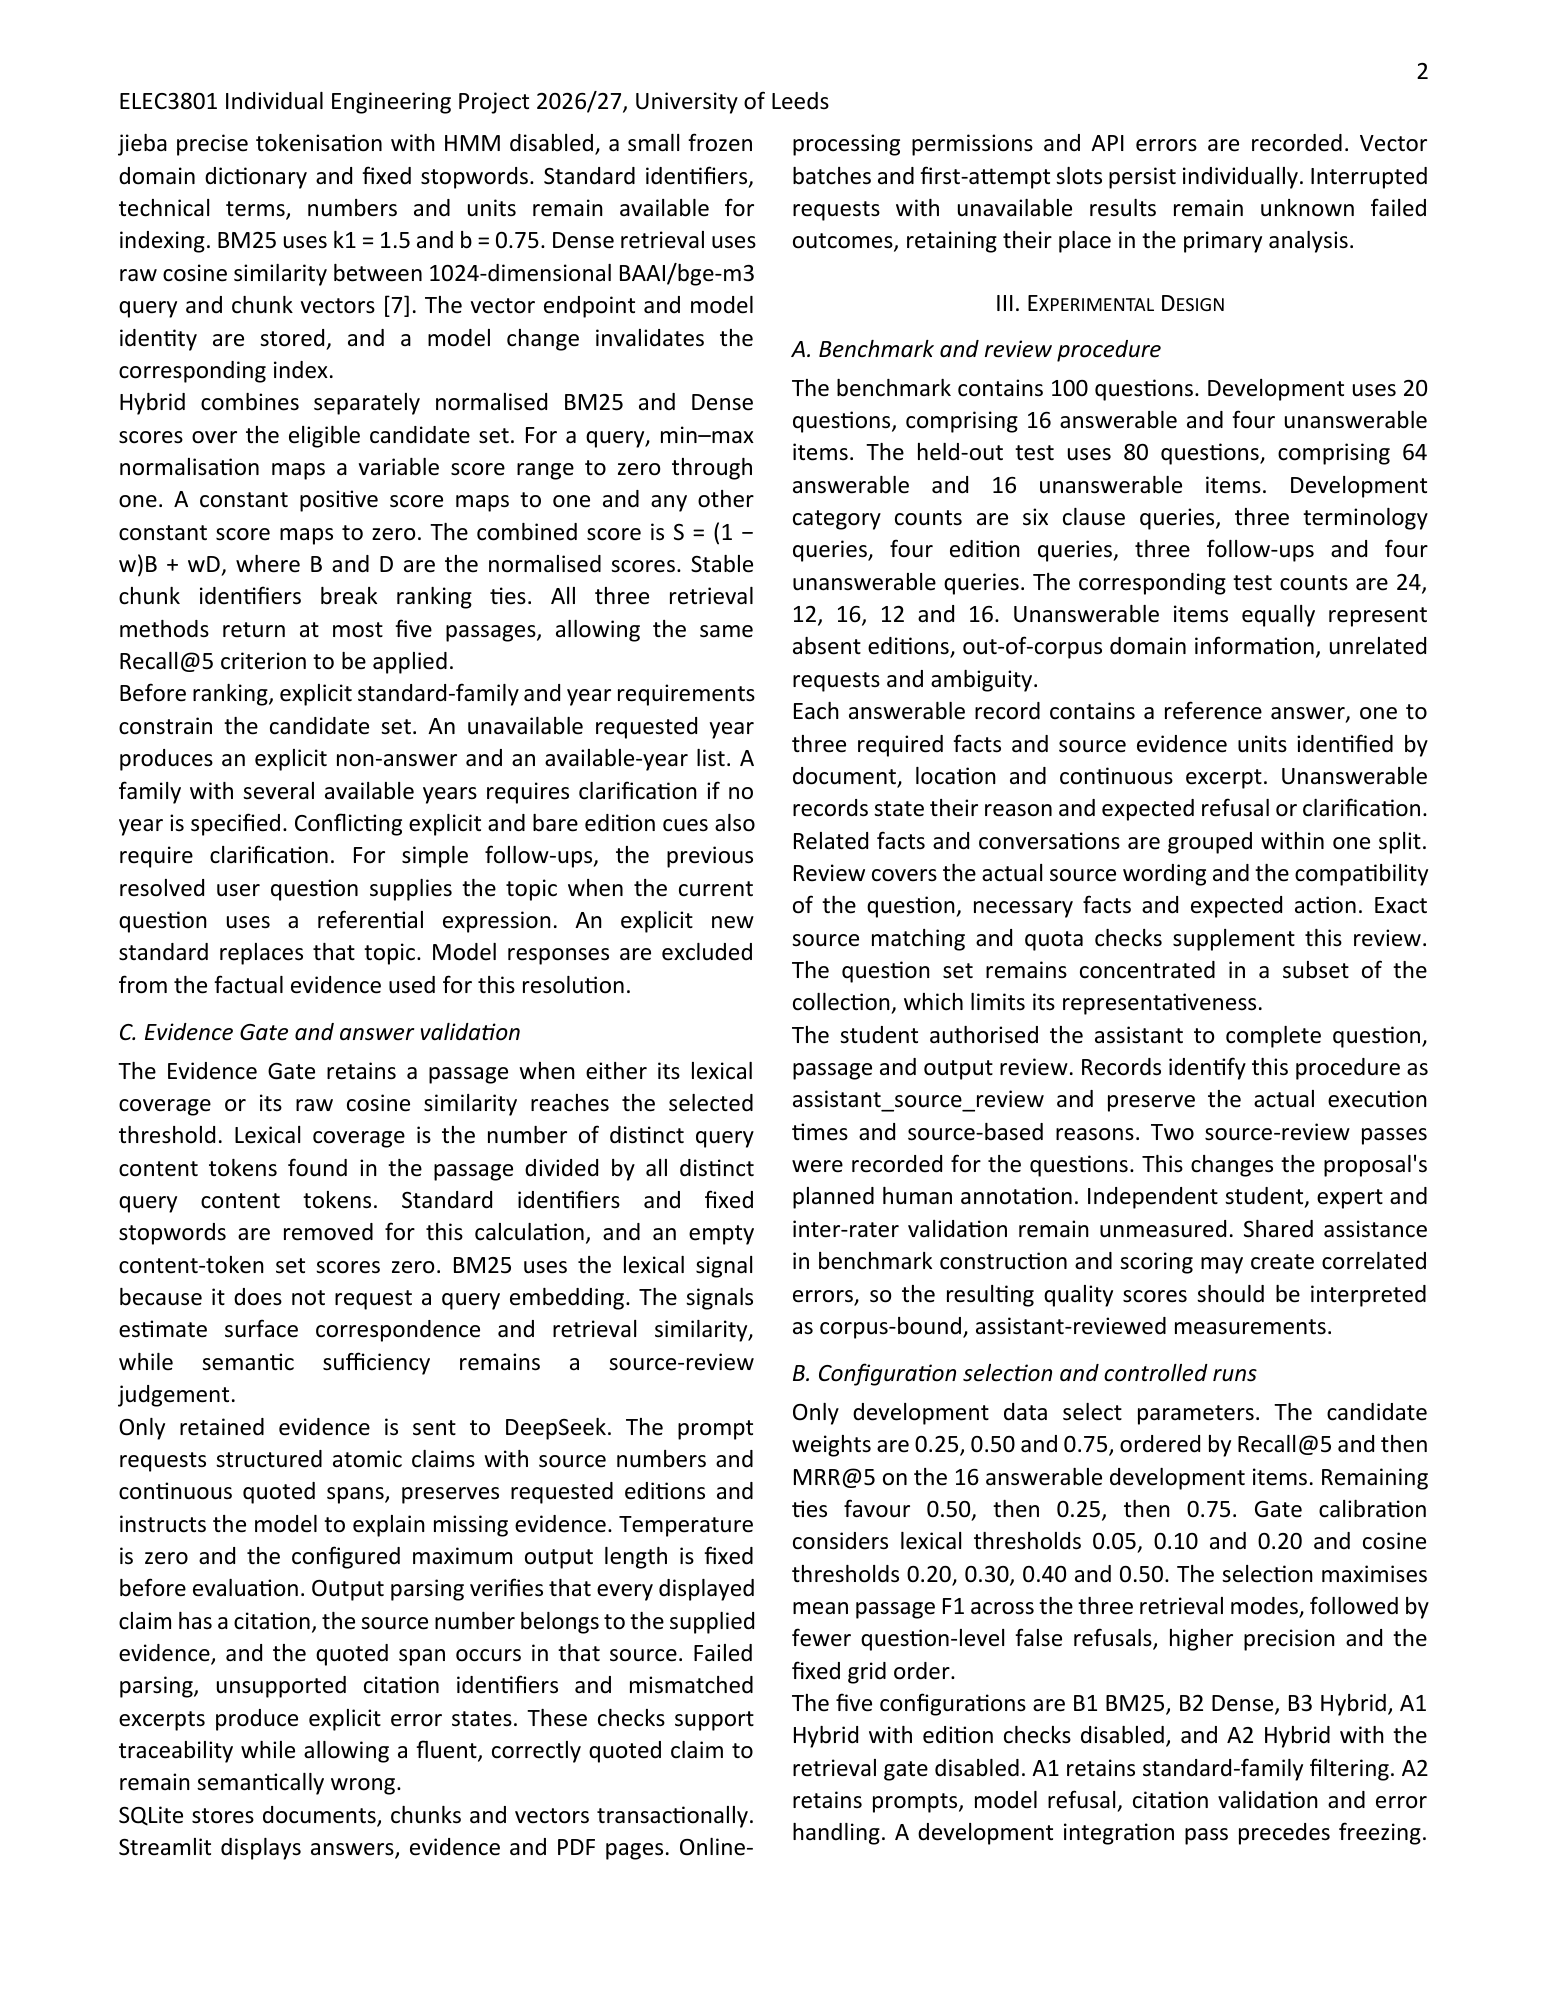 2
ELEC3801 Individual Engineering Project 2026/27, University of Leeds
jieba precise tokenisation with HMM disabled, a small frozen
domain dictionary and fixed stopwords. Standard identifiers,
technical terms, numbers and units remain available for
indexing. BM25 uses k1 = 1.5 and b = 0.75. Dense retrieval uses
raw cosine similarity between 1024-dimensional BAAI/bge-m3
query and chunk vectors [7]. The vector endpoint and model
identity are stored, and a model change invalidates the
corresponding index.
Hybrid combines separately normalised BM25 and Dense
scores over the eligible candidate set. For a query, min–max
normalisation maps a variable score range to zero through
one. A constant positive score maps to one and any other
constant score maps to zero. The combined score is S = (1 −
w)B + wD, where B and D are the normalised scores. Stable
chunk identifiers break ranking ties. All three retrieval
methods return at most five passages, allowing the same
Recall@5 criterion to be applied.
Before ranking, explicit standard-family and year requirements
constrain the candidate set. An unavailable requested year
produces an explicit non-answer and an available-year list. A
family with several available years requires clarification if no
year is specified. Conflicting explicit and bare edition cues also
require clarification. For simple follow-ups, the previous
resolved user question supplies the topic when the current
question uses a referential expression. An explicit new
standard replaces that topic. Model responses are excluded
from the factual evidence used for this resolution.
C. Evidence Gate and answer validation
The Evidence Gate retains a passage when either its lexical
coverage or its raw cosine similarity reaches the selected
threshold. Lexical coverage is the number of distinct query
content tokens found in the passage divided by all distinct
query content tokens. Standard identifiers and fixed
stopwords are removed for this calculation, and an empty
content-token set scores zero. BM25 uses the lexical signal
because it does not request a query embedding. The signals
estimate surface correspondence and retrieval similarity,
while semantic sufficiency remains a source-review
judgement.
Only retained evidence is sent to DeepSeek. The prompt
requests structured atomic claims with source numbers and
continuous quoted spans, preserves requested editions and
instructs the model to explain missing evidence. Temperature
is zero and the configured maximum output length is fixed
before evaluation. Output parsing verifies that every displayed
claim has a citation, the source number belongs to the supplied
evidence, and the quoted span occurs in that source. Failed
parsing, unsupported citation identifiers and mismatched
excerpts produce explicit error states. These checks support
traceability while allowing a fluent, correctly quoted claim to
remain semantically wrong.
SQLite stores documents, chunks and vectors transactionally.
Streamlit displays answers, evidence and PDF pages. Online-
processing permissions and API errors are recorded. Vector
batches and first-attempt slots persist individually. Interrupted
requests with unavailable results remain unknown failed
outcomes, retaining their place in the primary analysis.
III. EXPERIMENTAL DESIGN
A. Benchmark and review procedure
The benchmark contains 100 questions. Development uses 20
questions, comprising 16 answerable and four unanswerable
items. The held-out test uses 80 questions, comprising 64
answerable and 16 unanswerable items. Development
category counts are six clause queries, three terminology
queries, four edition queries, three follow-ups and four
unanswerable queries. The corresponding test counts are 24,
12, 16, 12 and 16. Unanswerable items equally represent
absent editions, out-of-corpus domain information, unrelated
requests and ambiguity.
Each answerable record contains a reference answer, one to
three required facts and source evidence units identified by
document, location and continuous excerpt. Unanswerable
records state their reason and expected refusal or clarification.
Related facts and conversations are grouped within one split.
Review covers the actual source wording and the compatibility
of the question, necessary facts and expected action. Exact
source matching and quota checks supplement this review.
The question set remains concentrated in a subset of the
collection, which limits its representativeness.
The student authorised the assistant to complete question,
passage and output review. Records identify this procedure as
assistant_source_review and preserve the actual execution
times and source-based reasons. Two source-review passes
were recorded for the questions. This changes the proposal's
planned human annotation. Independent student, expert and
inter-rater validation remain unmeasured. Shared assistance
in benchmark construction and scoring may create correlated
errors, so the resulting quality scores should be interpreted
as corpus-bound, assistant-reviewed measurements.
B. Configuration selection and controlled runs
Only development data select parameters. The candidate
weights are 0.25, 0.50 and 0.75, ordered by Recall@5 and then
MRR@5 on the 16 answerable development items. Remaining
ties favour 0.50, then 0.25, then 0.75. Gate calibration
considers lexical thresholds 0.05, 0.10 and 0.20 and cosine
thresholds 0.20, 0.30, 0.40 and 0.50. The selection maximises
mean passage F1 across the three retrieval modes, followed by
fewer question-level false refusals, higher precision and the
fixed grid order.
The five configurations are B1 BM25, B2 Dense, B3 Hybrid, A1
Hybrid with edition checks disabled, and A2 Hybrid with the
retrieval gate disabled. A1 retains standard-family filtering. A2
retains prompts, model refusal, citation validation and error
handling. A development integration pass precedes freezing.